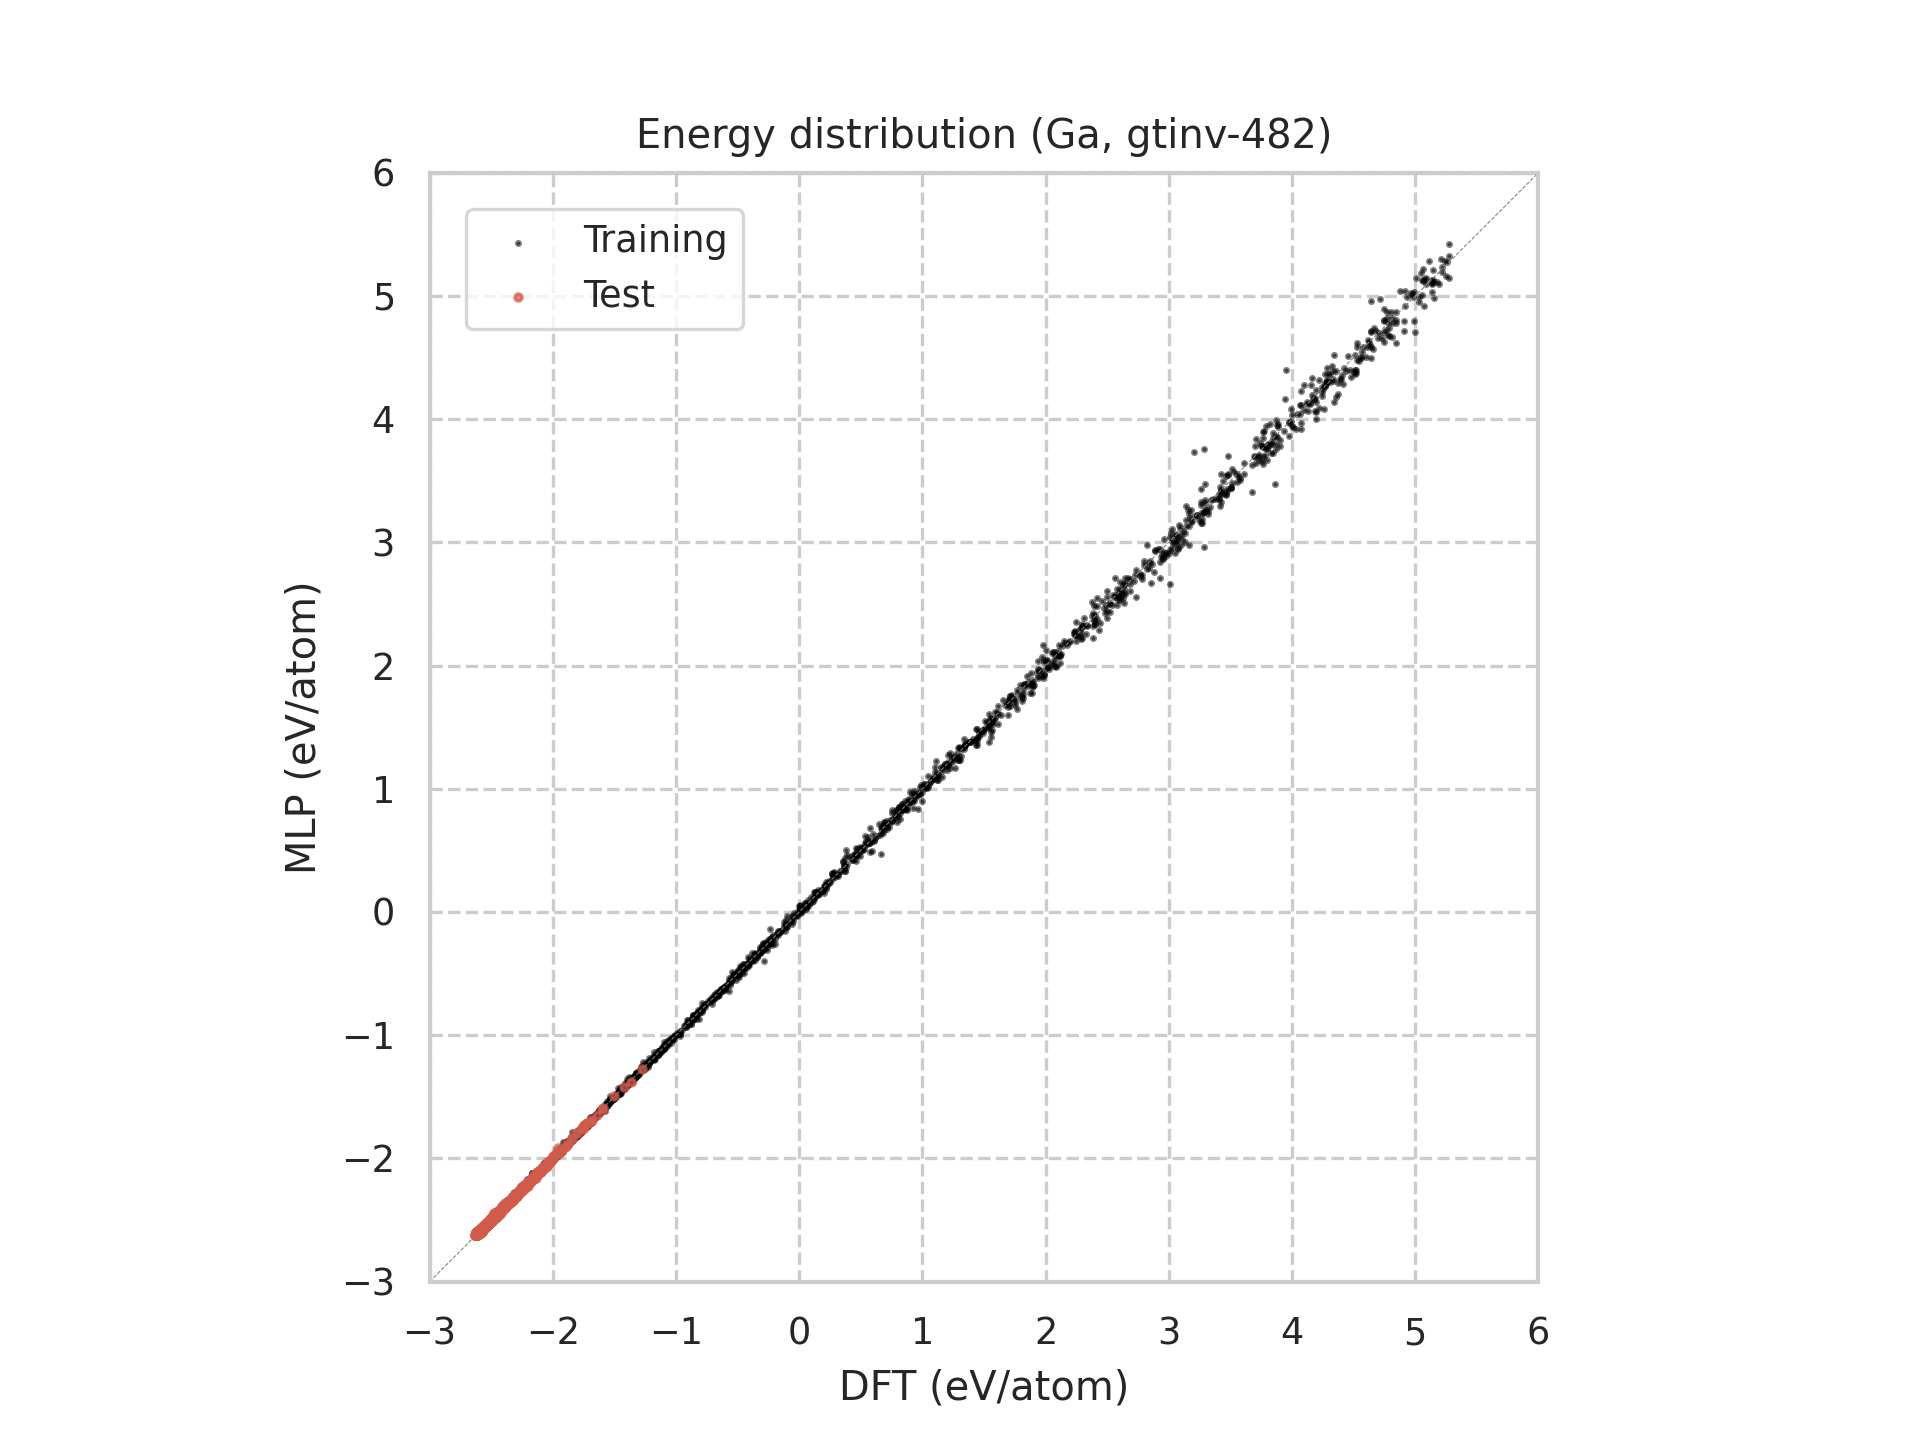 Energy distribution (Ga, gtinv-482)
Training
Test
6
5
4
3
2
1
0
−1
−2
−3
MLP (eV/atom)
−3 −2 −1 0 1 2 3 4 5 6
DFT (eV/atom)